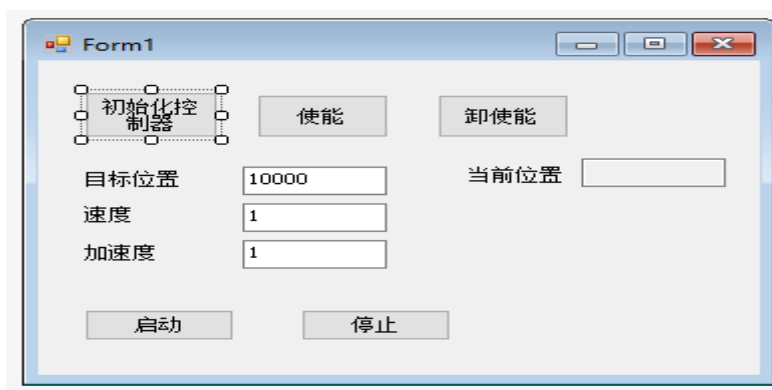 Form1
初始化控
制器
使能
卸使能
目标位置
10000
当前位置
速度
1
加速度
1
启动
停止